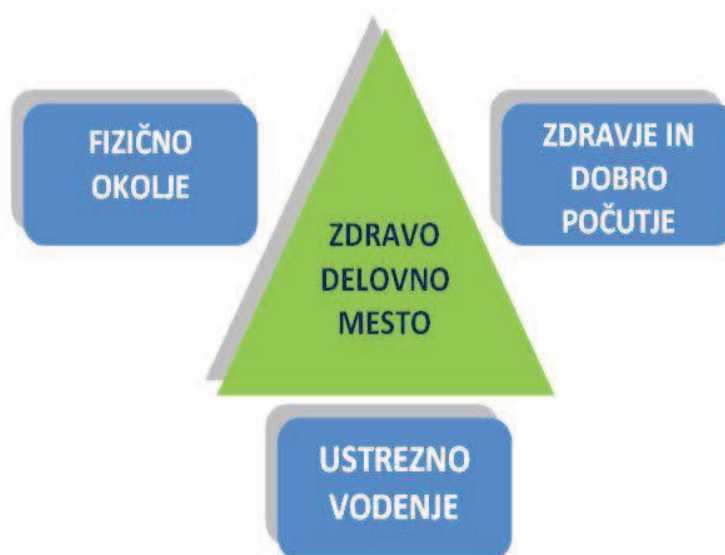 FIZIČNO
OKOLJE
ZDRAVJE IN
DOBRO
POČUTJE
ZDRAVO
DELOVNO
MESTO
USTREZNO
VODENJE